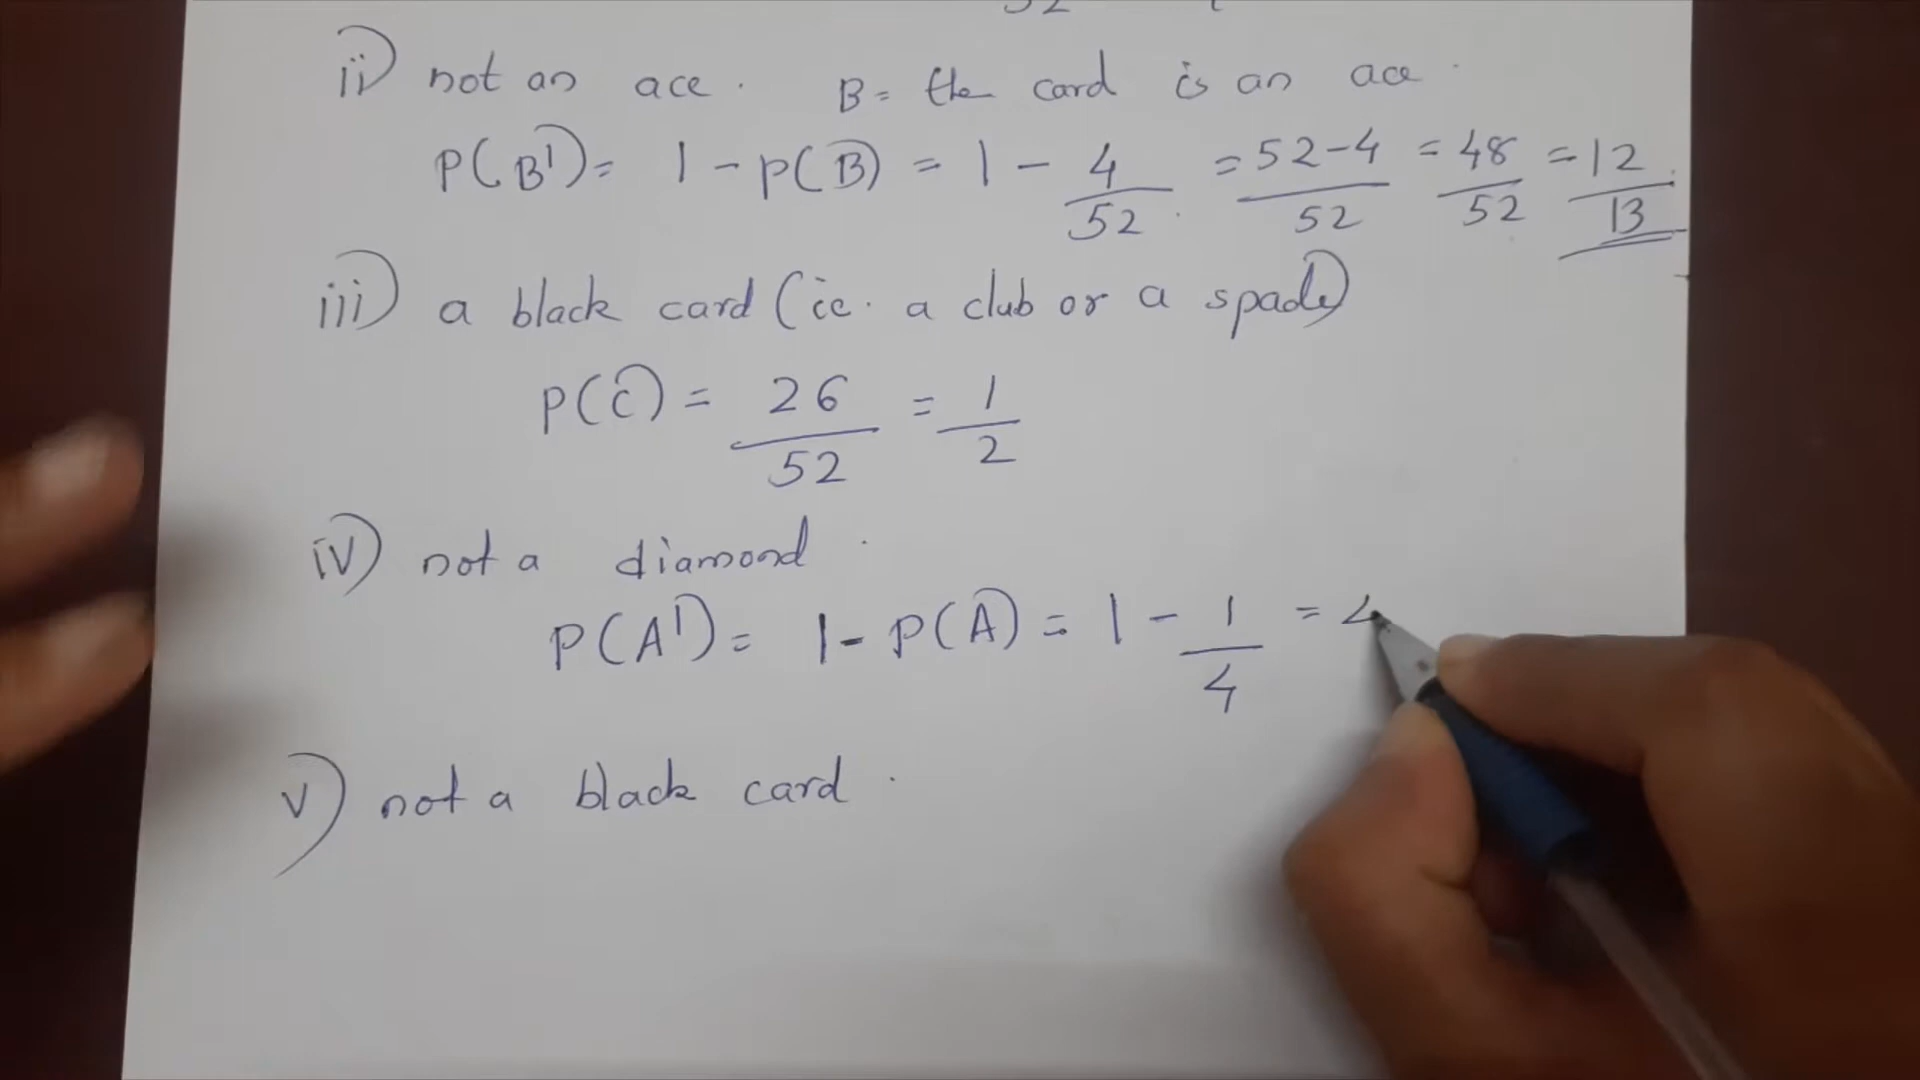 ii) not an ace. B = the card is an ace.
P(B') = 1 - P(B) = 1 - 4/52. = 52-4/52 = 48/52 = 12/13
iii) a black card (ie. a club or a spade)
P(C) = 26/52 = 1/2
iv) not a diamond.
P(A') = 1 - P(A) = 1 - 1/4 = 4
v) not a black card.